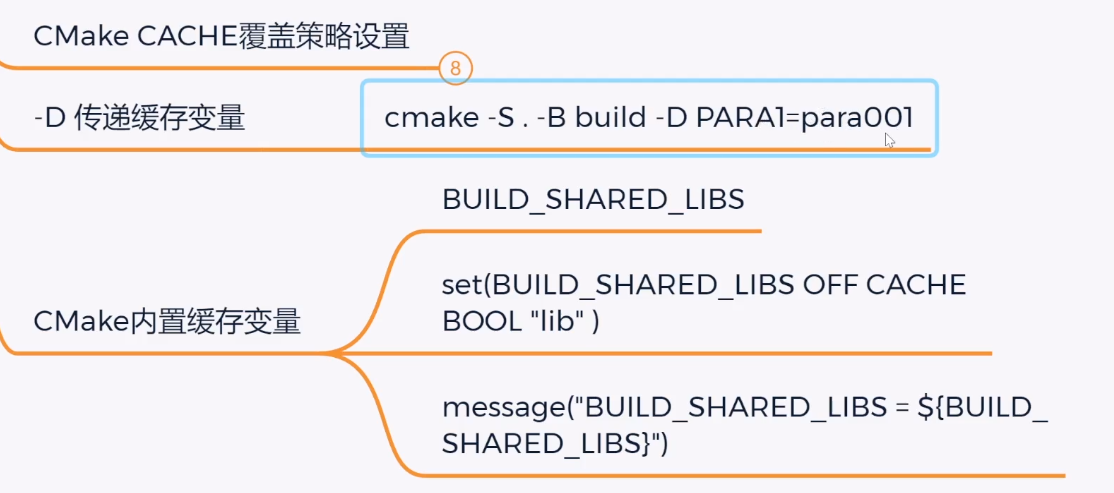 CMake CACHE覆盖策略设置
8
-D 传递缓存变量
cmake -S . -B build -D PARA1=para001
CMake内置缓存变量
BUILD_SHARED_LIBS
set(BUILD_SHARED_LIBS OFF CACHE
BOOL "lib" )
message("BUILD_SHARED_LIBS = ${BUILD_
SHARED_LIBS}")